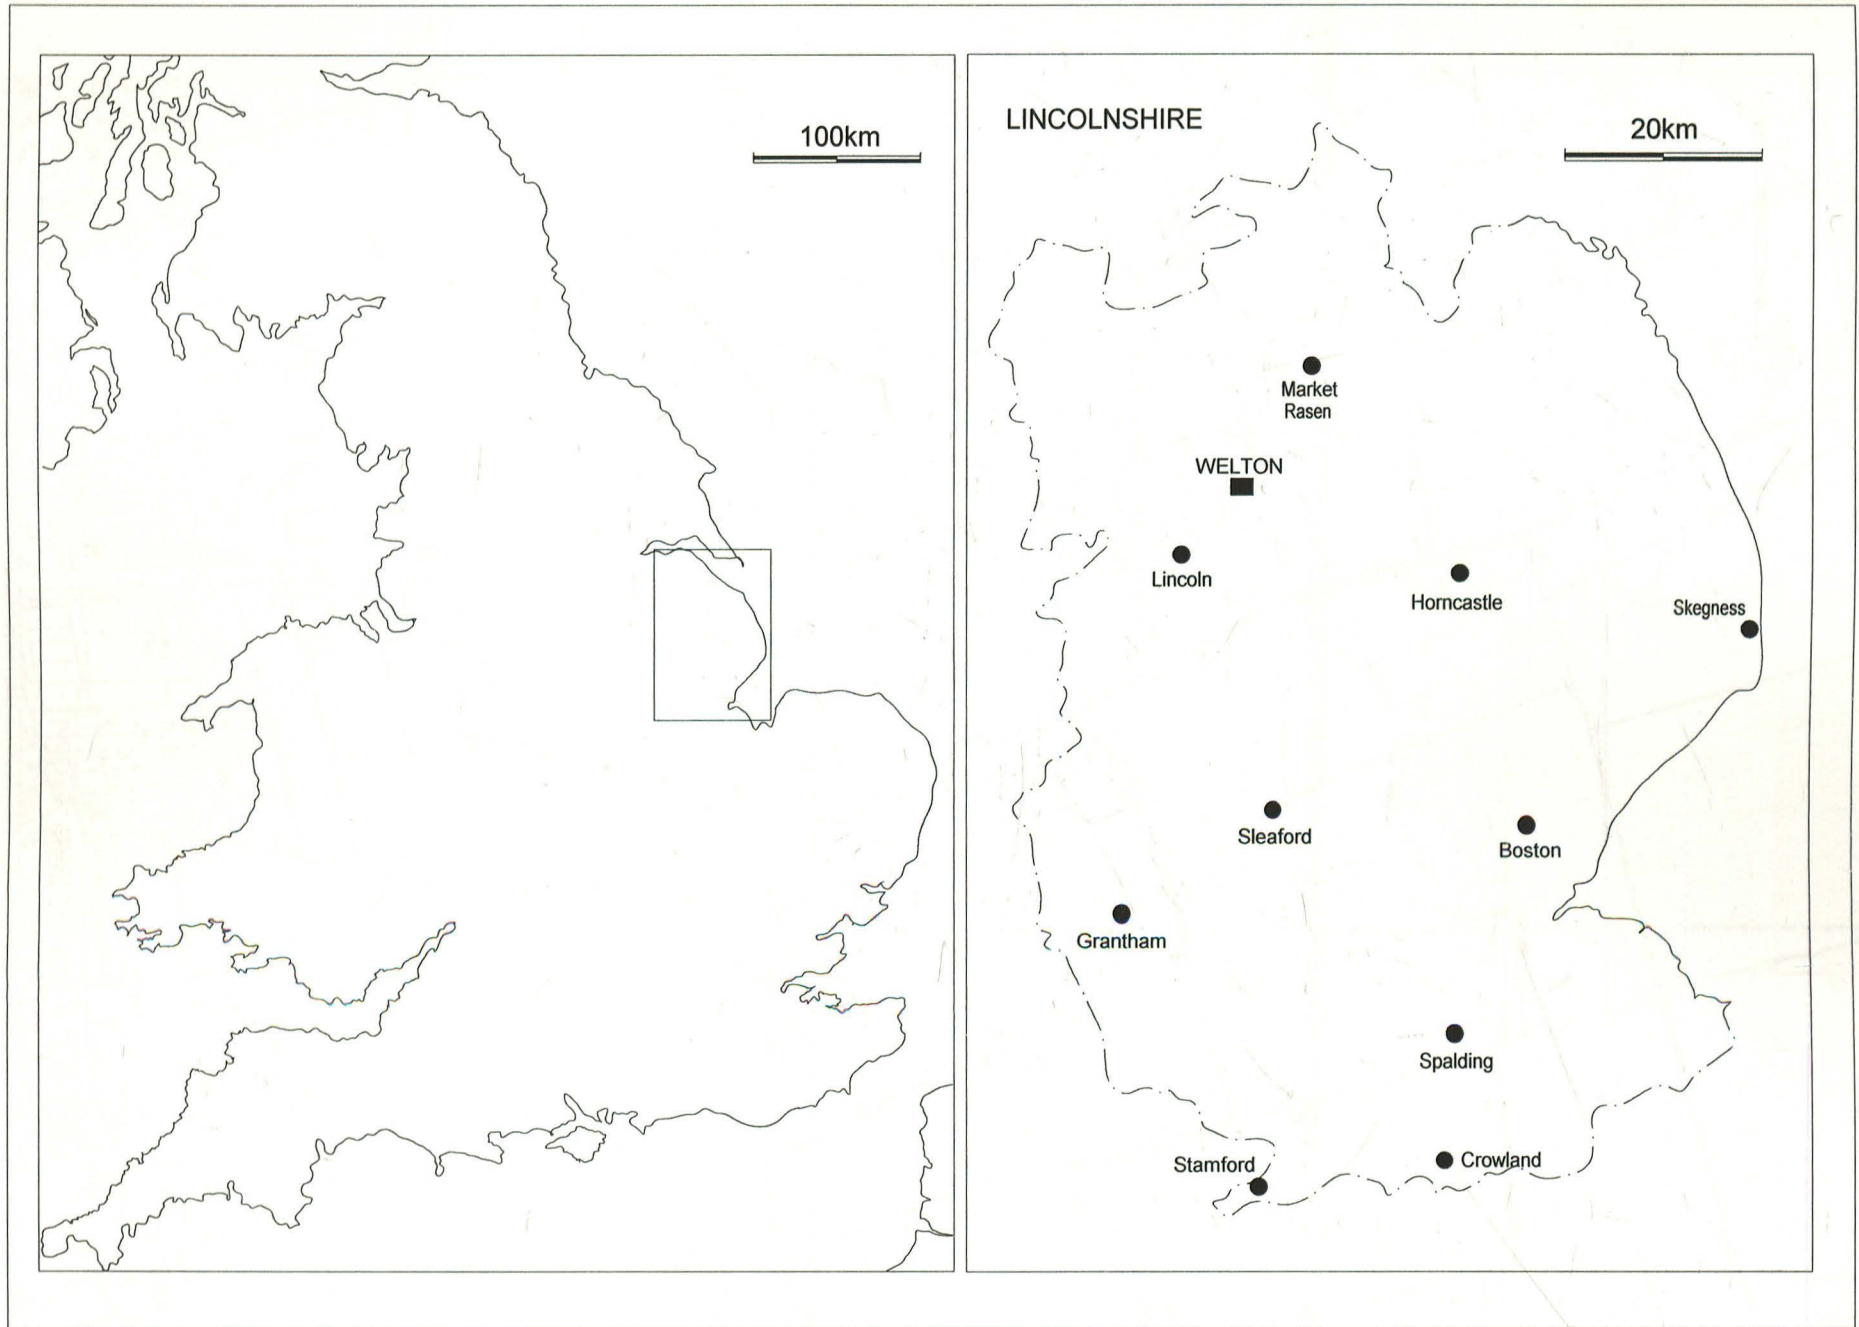 100km
LINCOLNSHIRE
20km
Market
Rasen
WELTON
Lincoln
Horncastle
Skegness
Sleaford
Boston
Grantham
Spalding
Stamford
Crowland